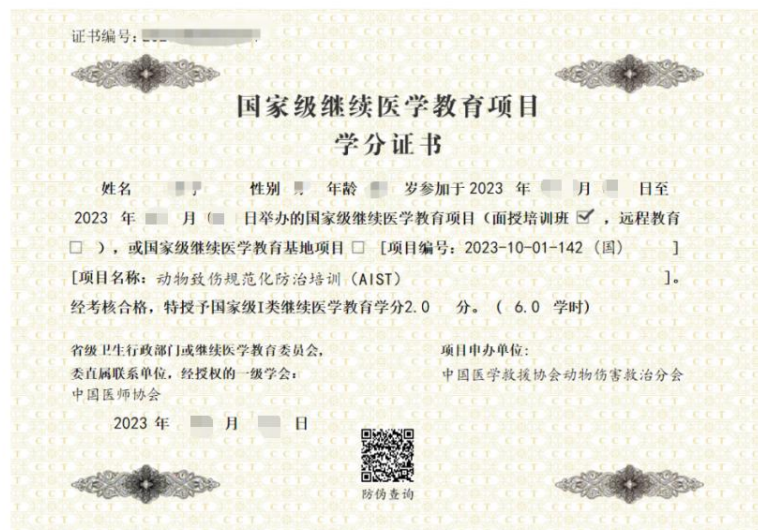 证书编号:
国家级继续医学教育项目
学分证书
姓名 性别 年龄 岁参加于2023 年 月 日至
2023 年 月 日举办的国家级继续医学教育项目（面授培训班 ☑ ，远程教育
□ ），或国家级继续医学教育基地项目 □ [项目编号：2023-10-01-142（国） ]
[项目名称：动物致伤规范化防治培训（AIST） ]。
经考核合格，特授予国家级I类继续医学教育学分2.0 分。（ 6.0 学时)
省级卫生行政部门或继续医学教育委员会， 项目申办单位：
委直属联系单位，经授权的一级学会： 中国医学救援协会动物伤害救治分会
中国医师协会
2023 年 月 日
防伪查询